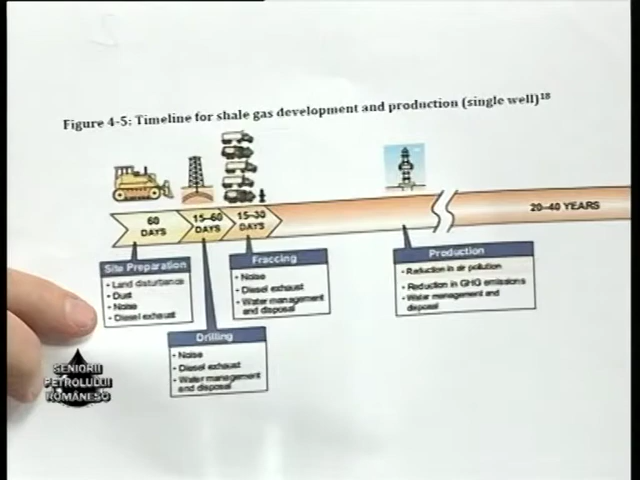 Figure 4-5: Timeline for shale gas development and production (single well)¹⁸
60
DAYS
15–60
DAYS
15–30
DAYS
20–40 YEARS
Site Preparation
• Land disturbance
• Dust
• Noise
• Diesel exhaust
Drilling
• Noise
• Diesel exhaust
• Water management
and disposal
Fraccing
• Noise
• Diesel exhaust
• Water management
and disposal
Production
• Reduction in air pollution
• Reduction in GHG emissions
• Water management and
disposal
SENIORII
PETROLULUI
ROMÂNESC